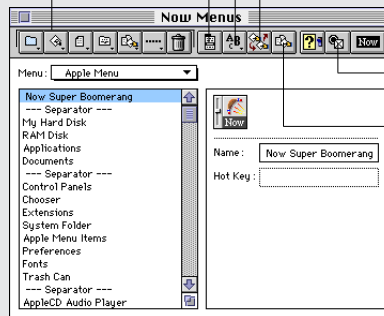 Now Menus
Now
Menu: Apple Menu
Now Super Boomerang
--- Separator ---
My Hard Disk
RAM Disk
Applications
Documents
--- Separator ---
Control Panels
Chooser
Extensions
System Folder
Apple Menu Items
Preferences
Fonts
Trash Can
--- Separator ---
AppleCD Audio Player
Now
Name: Now Super Boomerang
Hot Key: